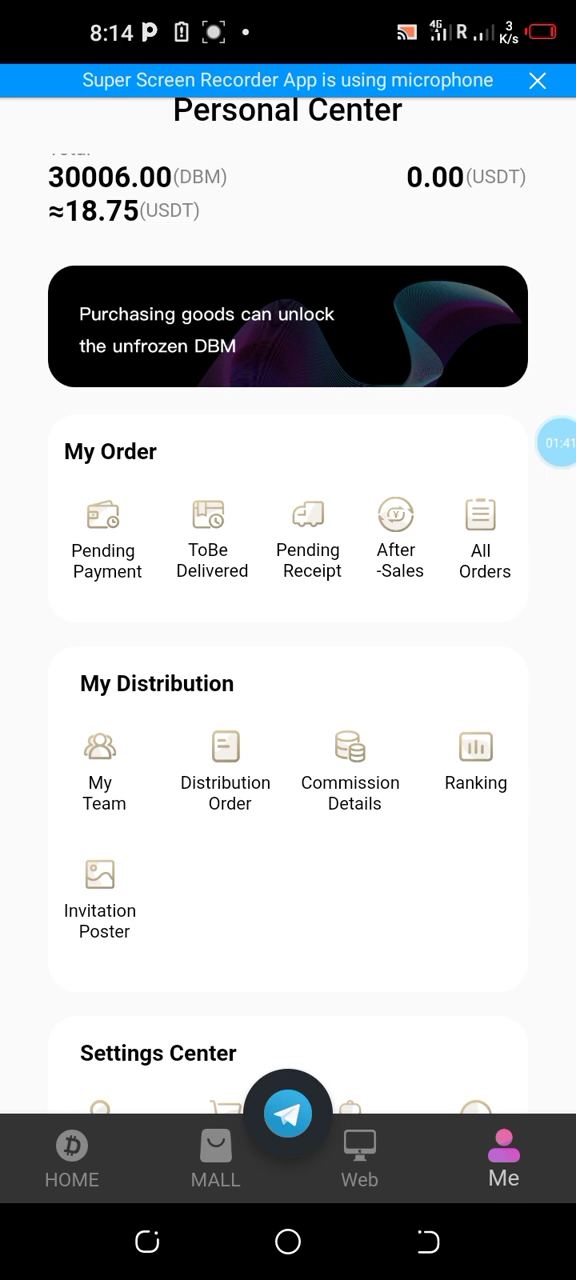 8:14
4G R 3 K/s
Super Screen Recorder App is using microphone
Personal Center
30006.00(DBM) 0.00(USDT)
≈18.75(USDT)
Purchasing goods can unlock
the unfrozen DBM
01:41
My Order
Pending Payment
ToBe Delivered
Pending Receipt
After -Sales
All Orders
My Distribution
My Team
Distribution Order
Commission Details
Ranking
Invitation Poster
Settings Center
HOME MALL Web Me